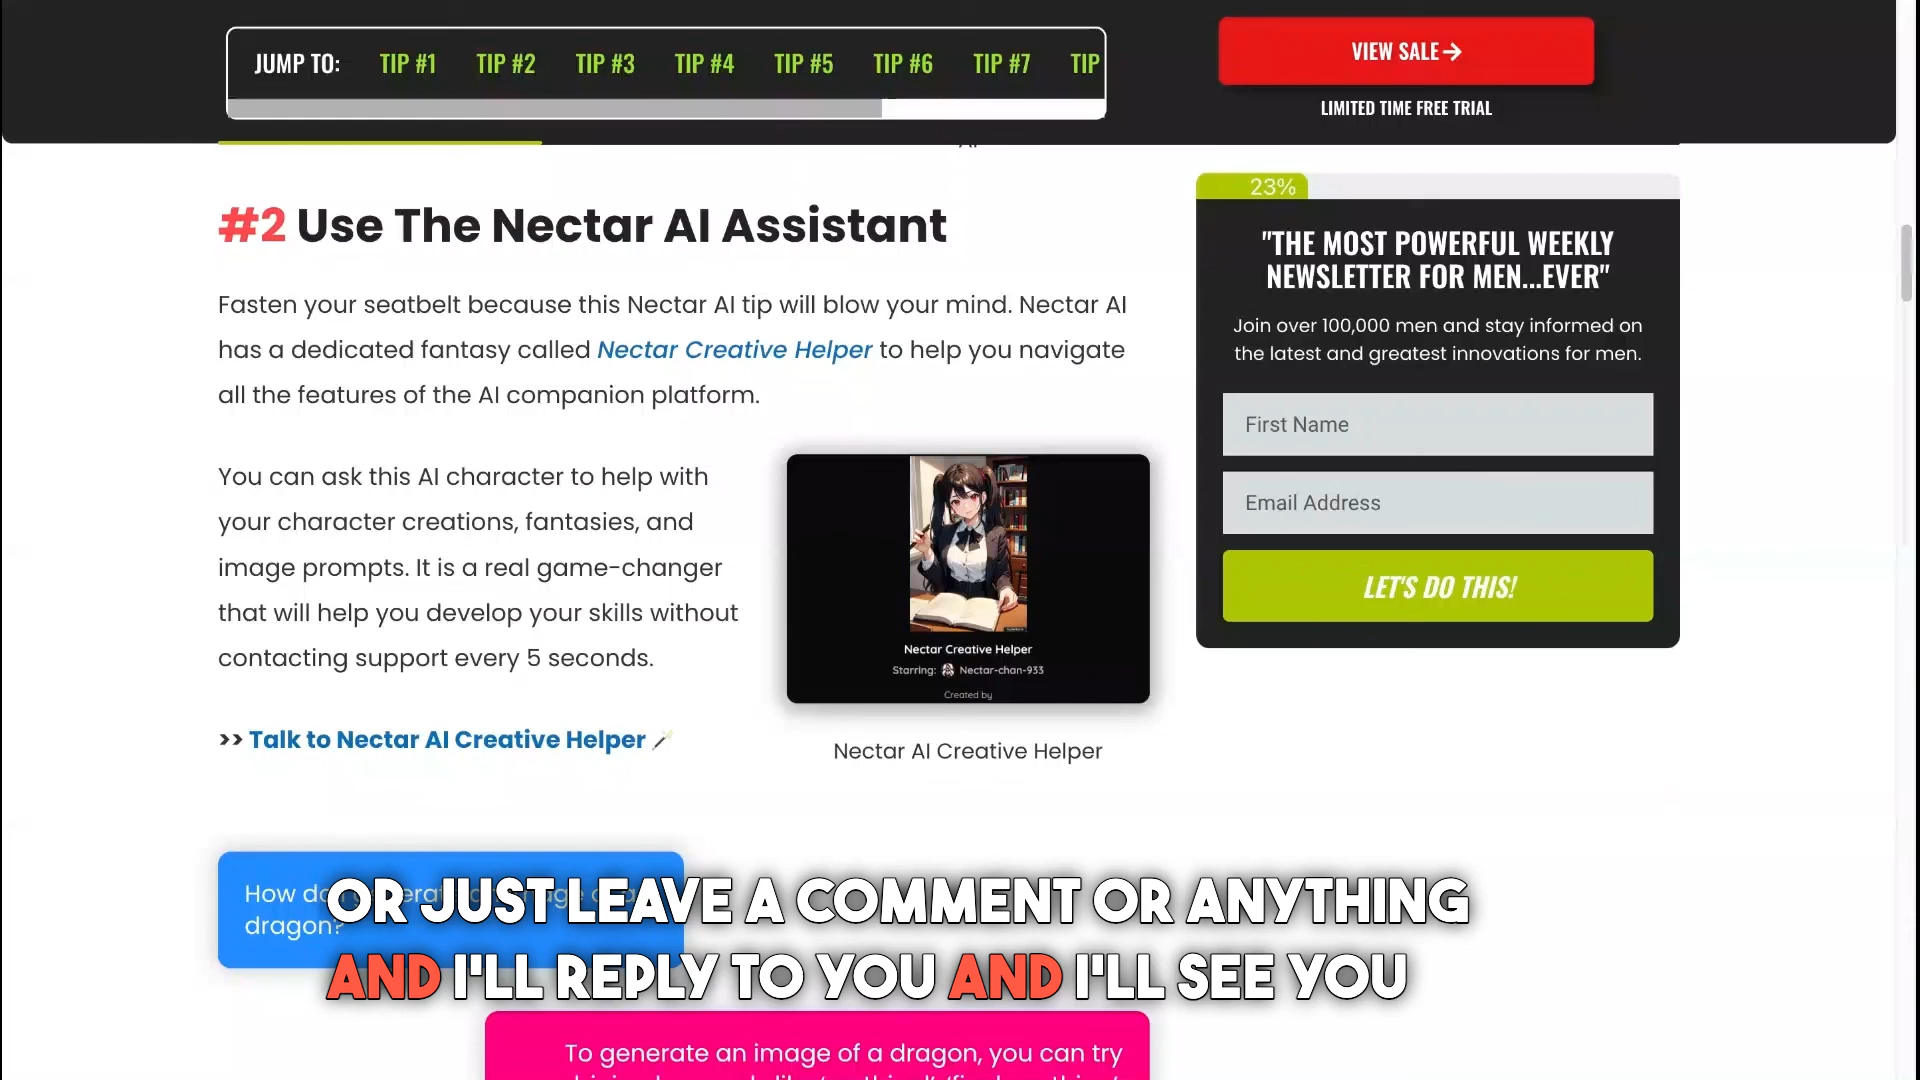 JUMP TO: TIP #1 TIP #2 TIP #3 TIP #4 TIP #5 TIP #6 TIP #7 TIP
VIEW SALE→
LIMITED TIME FREE TRIAL
#2 Use The Nectar AI Assistant
Fasten your seatbelt because this Nectar AI tip will blow your mind. Nectar AI
has a dedicated fantasy called Nectar Creative Helper to help you navigate
all the features of the AI companion platform.
You can ask this AI character to help with
your character creations, fantasies, and
image prompts. It is a real game-changer
that will help you develop your skills without
contacting support every 5 seconds.
>> Talk to Nectar AI Creative Helper
Nectar Creative Helper
Starring: Nectar-chan-933
Created by
Nectar AI Creative Helper
23%
"THE MOST POWERFUL WEEKLY
NEWSLETTER FOR MEN...EVER"
Join over 100,000 men and stay informed on
the latest and greatest innovations for men.
First Name
Email Address
LET'S DO THIS!
How
dragon?
OR JUST LEAVE A COMMENT OR ANYTHING
AND I'LL REPLY TO YOU AND I'LL SEE YOU
To generate an image of a dragon, you can try